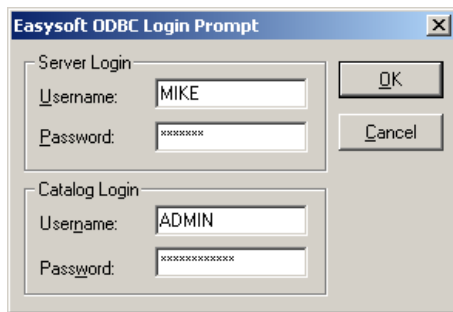 Easysoft ODBC Login Prompt
Server Login
OK
Username: MIKE
Password: *******
Cancel
Catalog Login
Username: ADMIN
Password: ************